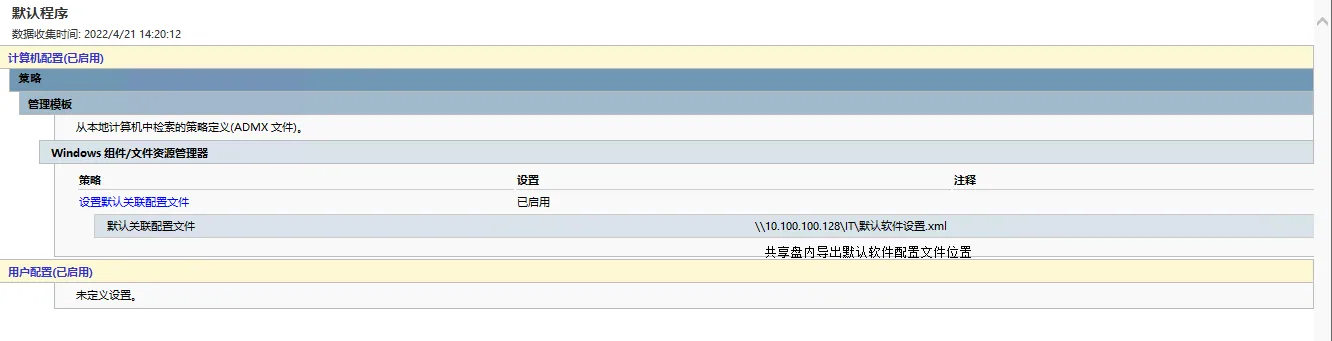 默认程序
数据收集时间: 2022/4/21 14:20:12
计算机配置(已启用)
策略
管理模板
从本地计算机中检索的策略定义(ADMX 文件)。
Windows 组件/文件资源管理器
策略 设置 注释
设置默认关联配置文件 已启用
默认关联配置文件 \\10.100.100.128\IT\默认软件设置.xml
共享盘内导出默认软件配置文件位置
用户配置(已启用)
未定义设置。